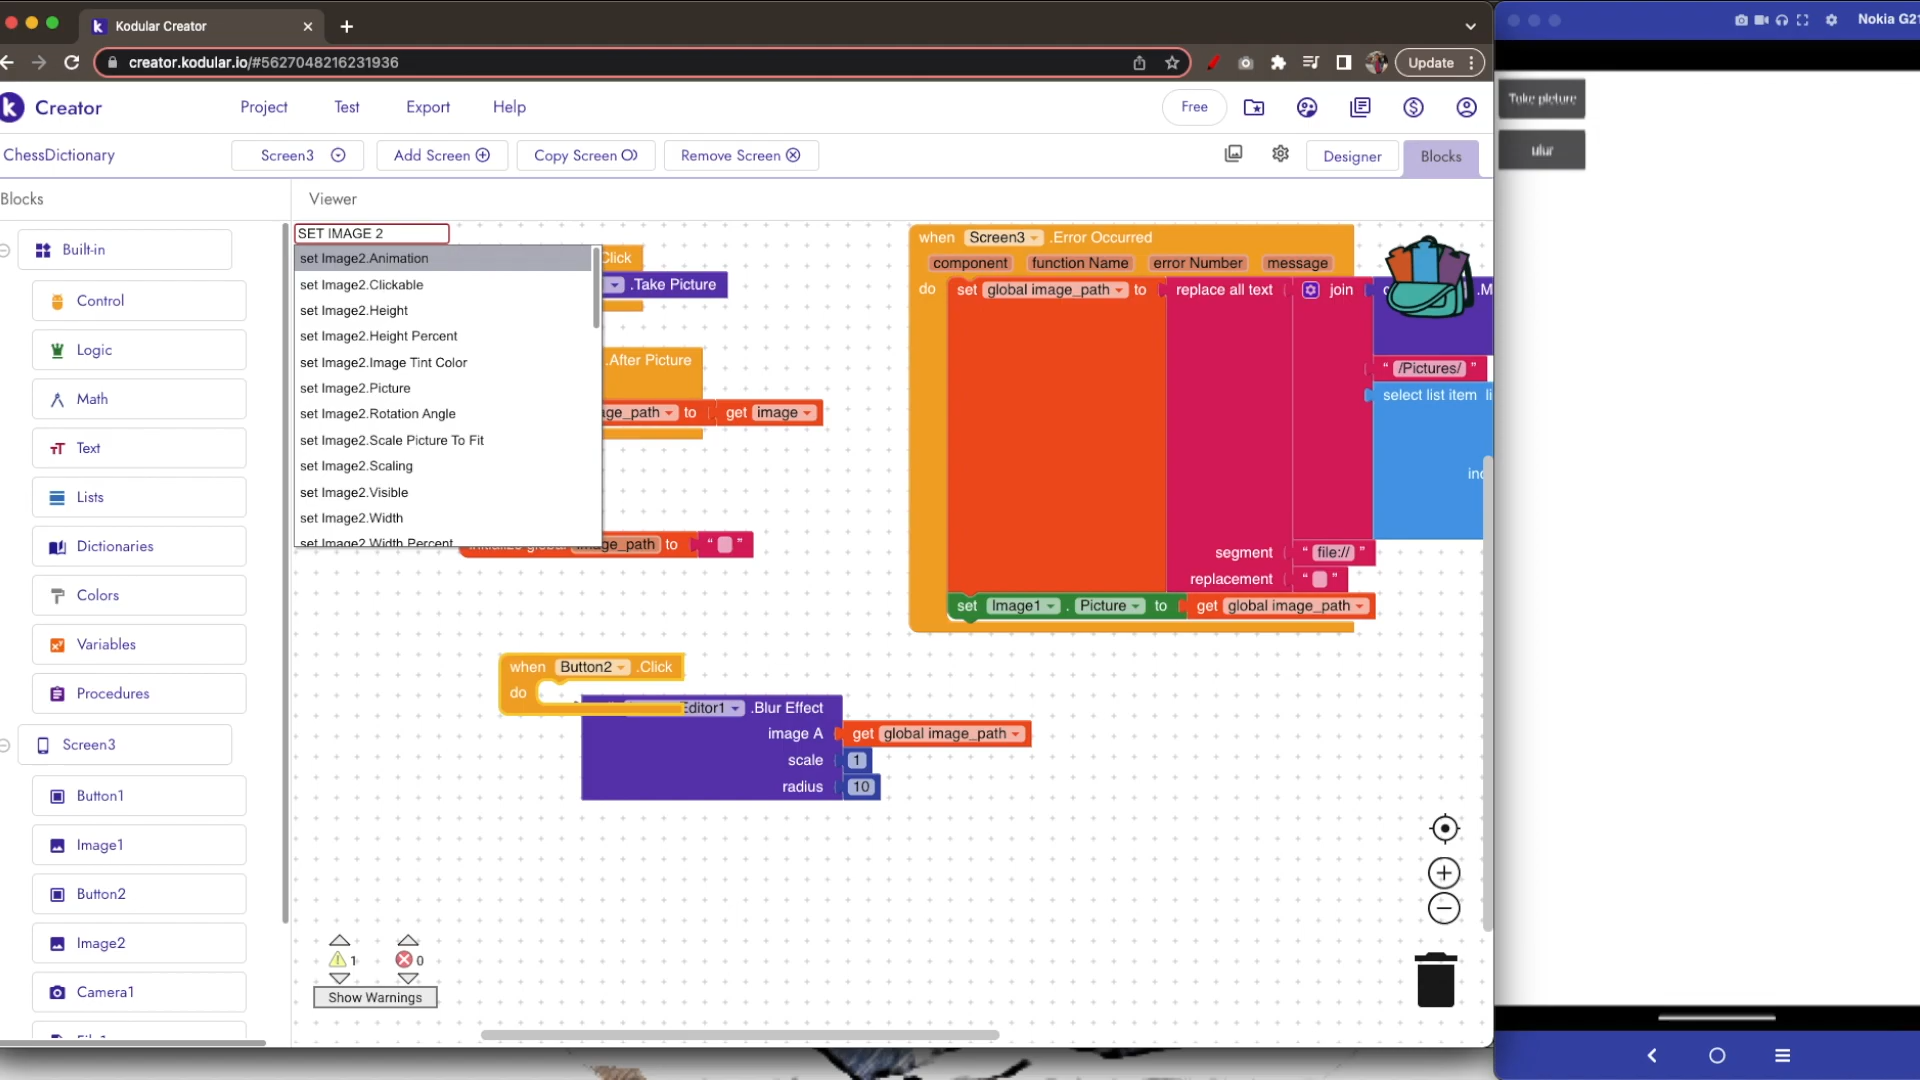 Kodular Creator
creator.kodular.io/#5627048216231936
Update
Nokia G21
Creator
Project
Test
Export
Help
Free
ChessDictionary
Screen3
Add Screen
Copy Screen
Remove Screen
Designer
Blocks
Blocks
Viewer
Take picture
SET IMAGE 2
set Image2.Animation
set Image2.Clickable
set Image2.Height
set Image2.Height Percent
set Image2.Image Tint Color
set Image2.Picture
set Image2.Rotation Angle
set Image2.Scale Picture To Fit
set Image2.Scaling
set Image2.Visible
set Image2.Width
set Image2.Width Percent
Built-in
Control
Logic
Math
Text
Lists
Dictionaries
Colors
Variables
Procedures
Screen3
Button1
Image1
Button2
Image2
Camera1
Click
.Take Picture
.After Picture
ge_path to get image
to " "
when Screen3 .Error Occurred
component function Name error Number message
do set global image_path to replace all text join
"/Pictures/"
select list item
segment "file://"
replacement " "
set Image1 . Picture to get global image_path
when Button2 .Click
do
Editor1 .Blur Effect
image A get global image_path
scale 1
radius 10
1
0
Show Warnings